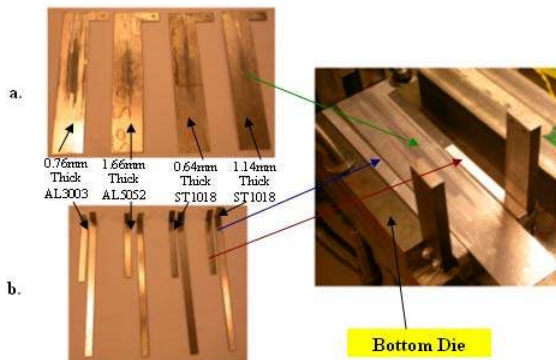 a.
0.76mm
Thick
AL3003
1.66mm
Thick
AL5052
0.64mm
Thick
ST1018
1.14mm
Thick
ST1018
b.
Bottom Die